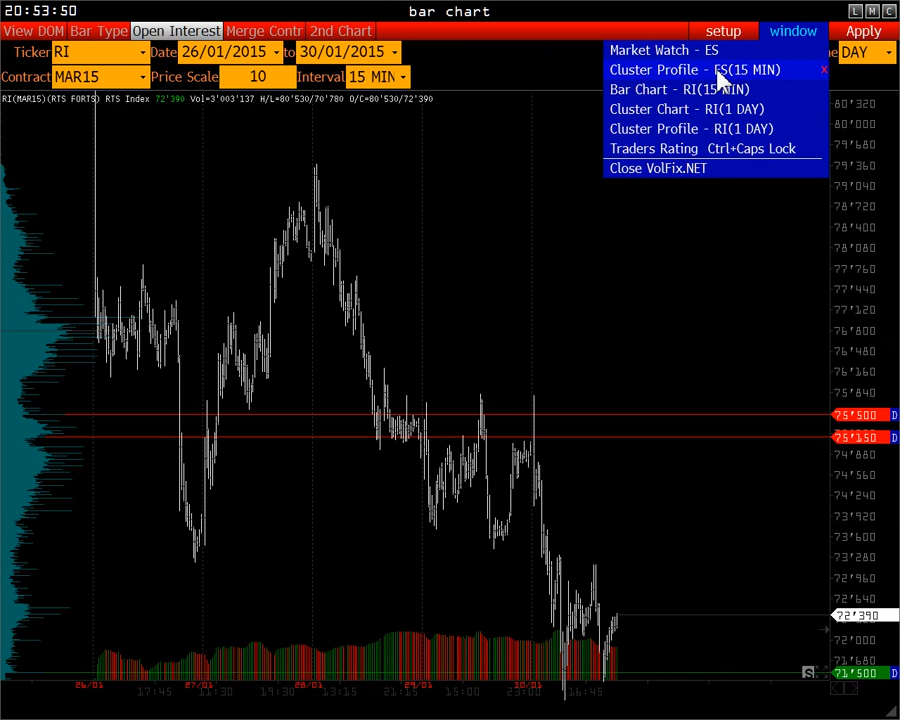 20:53:50 bar chart L M C
View DOM Bar Type Open Interest Merge Contr 2nd Chart setup window Apply
Ticker RI Date 26/01/2015 to 30/01/2015 DAY
Contract MAR15 Price Scale 10 Interval 15 MIN
Market Watch - ES
Cluster Profile - ES(15 MIN) x
Bar Chart - RI(15 MIN)
Cluster Chart - RI(1 DAY)
Cluster Profile - RI(1 DAY)
Traders Rating Ctrl+Caps Lock
Close VolFix.NET
RI(MAR15)(RTS FORTS) RTS Index 72'390 Vol=3'003'137 H/L=80'530/70'780 O/C=80'530/72'390
80'320
80'000
79'680
79'360
79'040
78'720
78'400
78'080
77'760
77'440
77'120
76'800
76'480
76'160
75'840
75'500 D
75'150 D
74'880
74'560
74'240
73'920
73'600
73'280
72'960
72'640
72'390
72'000
71'680
S 71'500 D
26/01 17:45 27/01 11:30 19:30 28/01 13:15 21:15 29/01 15:00 30/01 16:45